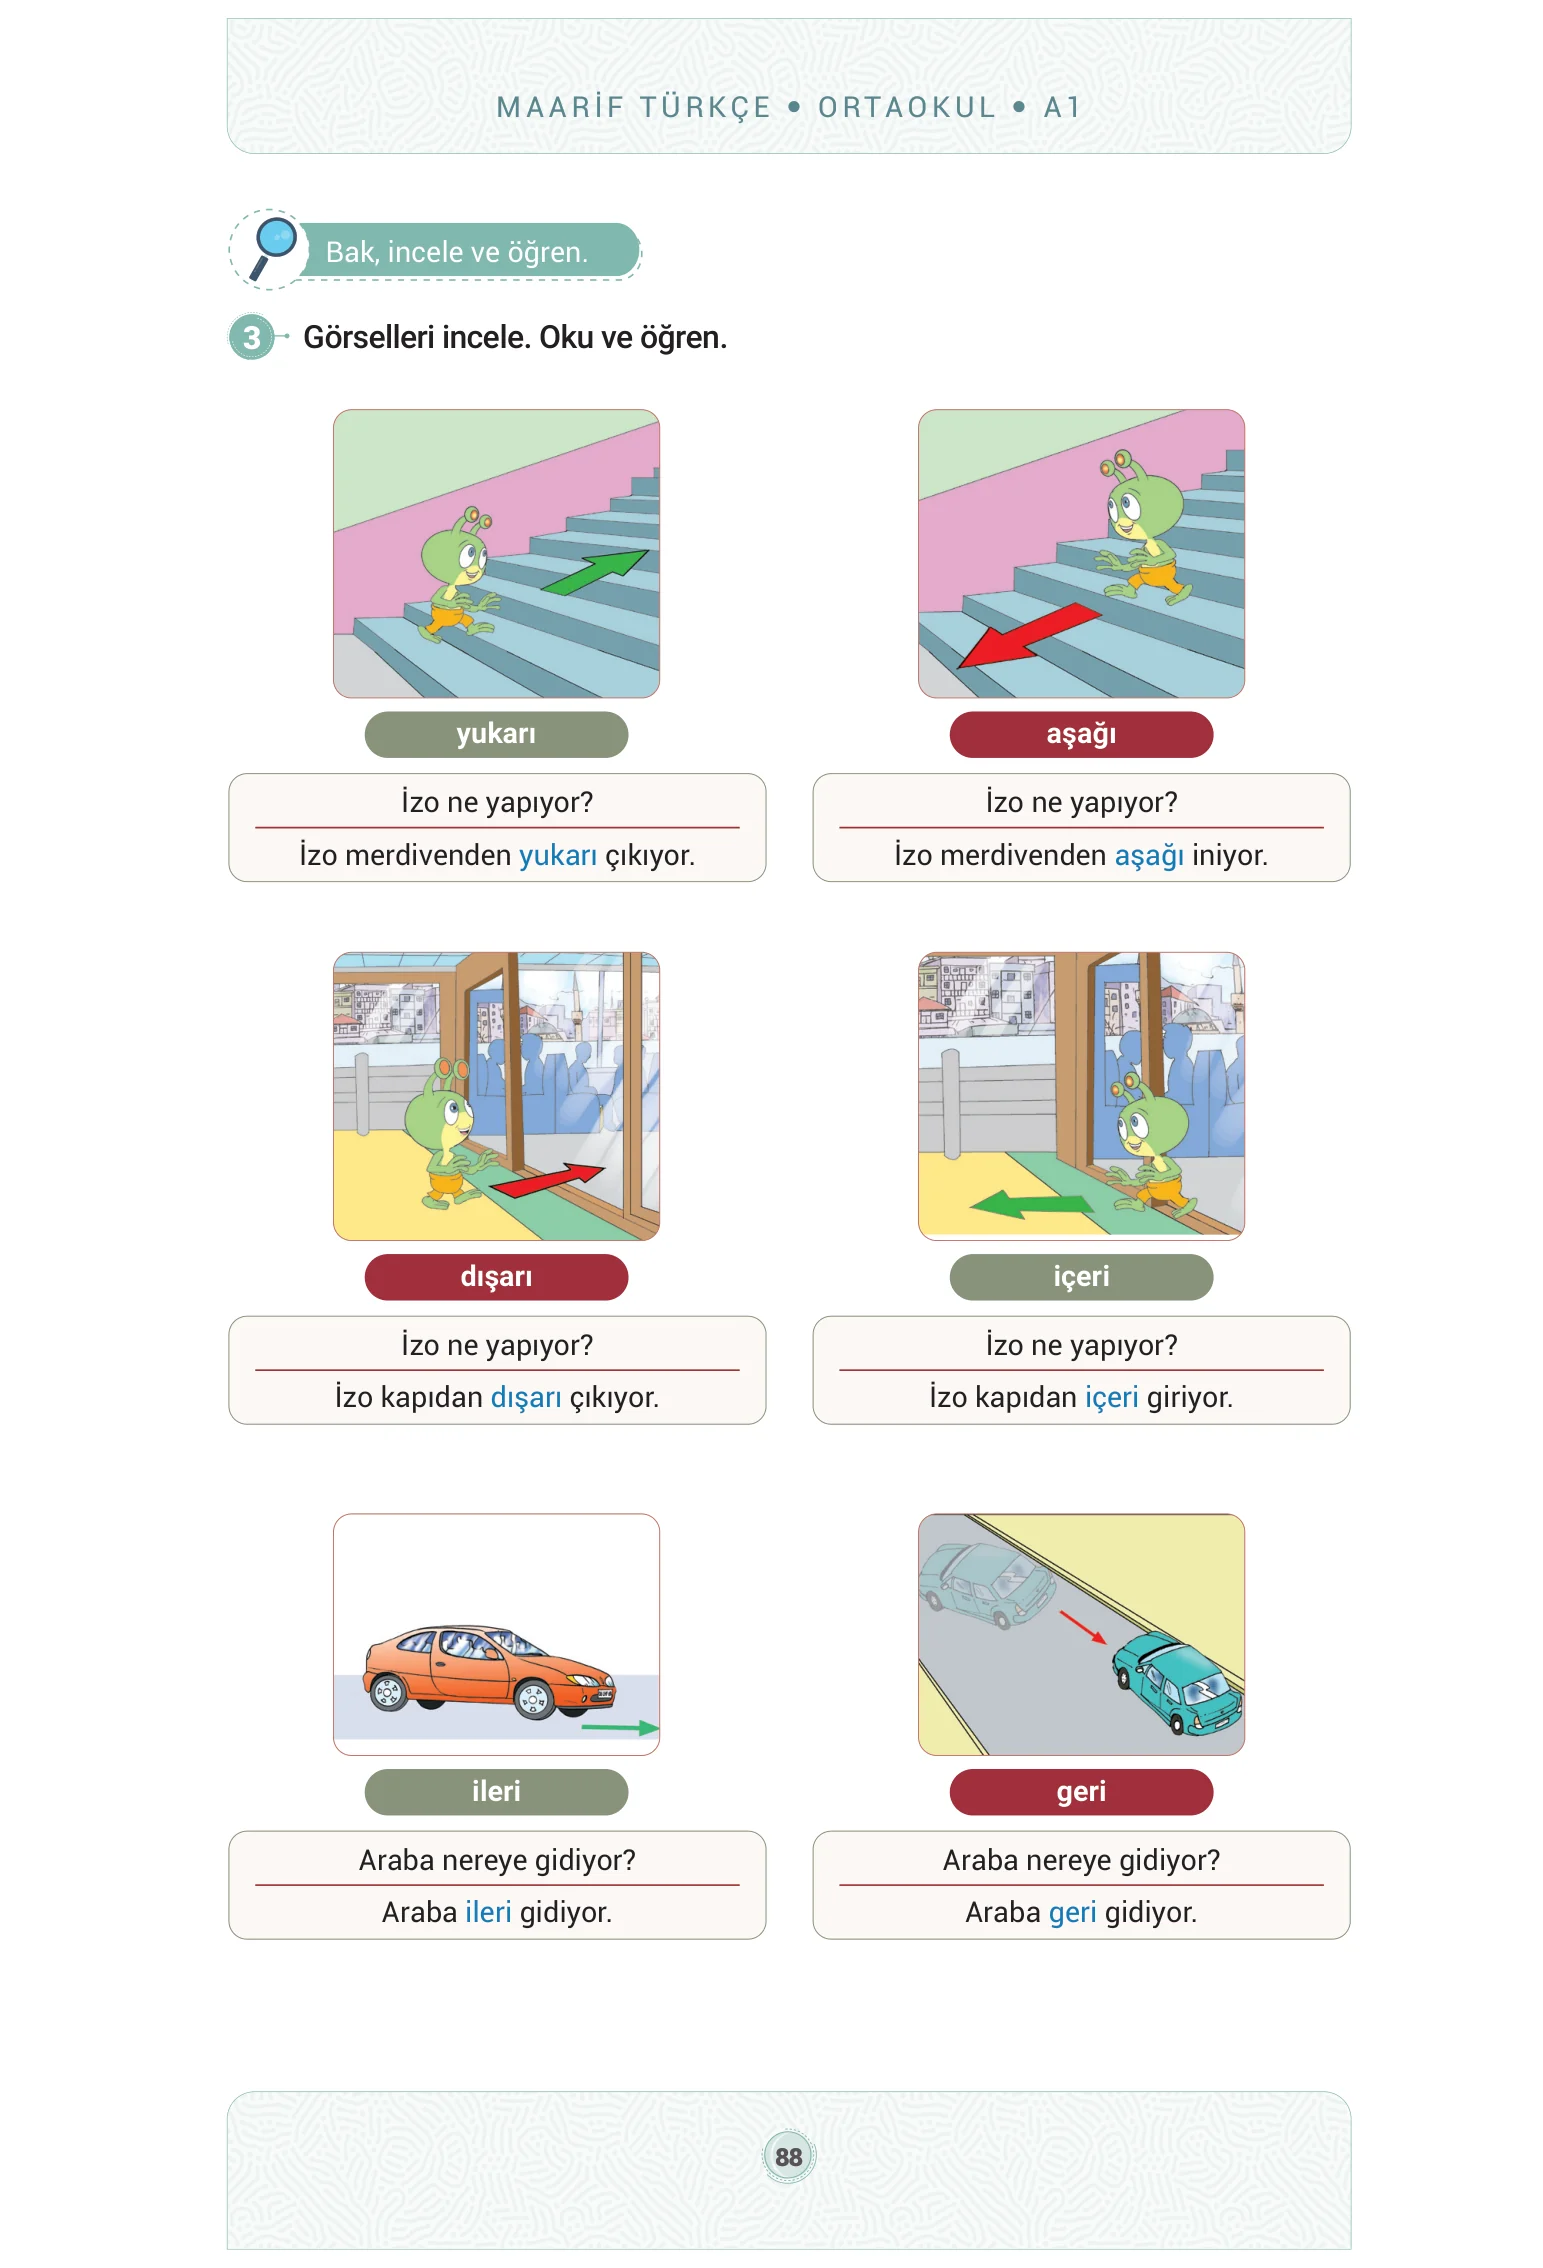 MAARİF TÜRKÇE • ORTAOKUL • A1
Bak, incele ve öğren.
3 Görselleri incele. Oku ve öğren.
yukarı
İzo ne yapıyor?
İzo merdivenden yukarı çıkıyor.
aşağı
İzo ne yapıyor?
İzo merdivenden aşağı iniyor.
dışarı
İzo ne yapıyor?
İzo kapıdan dışarı çıkıyor.
içeri
İzo ne yapıyor?
İzo kapıdan içeri giriyor.
ileri
Araba nereye gidiyor?
Araba ileri gidiyor.
geri
Araba nereye gidiyor?
Araba geri gidiyor.
88